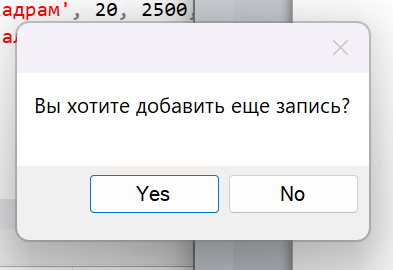 адрам', 20, 2500,
Вы хотите добавить еще запись?
Yes
No